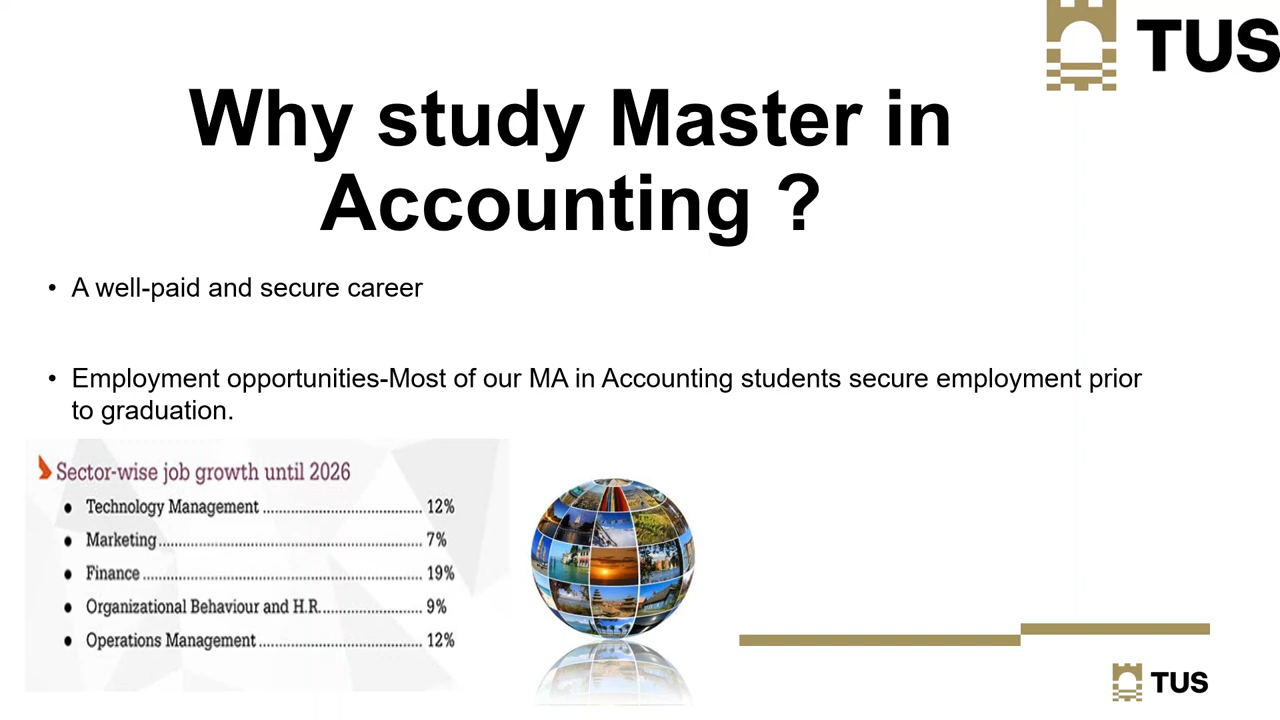 TUS
Why study Master in
Accounting ?
• A well-paid and secure career
• Employment opportunities-Most of our MA in Accounting students secure employment prior
to graduation.
Sector-wise job growth until 2026
• Technology Management ........................................ 12%
• Marketing ........................................ 7%
• Finance ........................................ 19%
• Organizational Behaviour and H.R. ........................................ 9%
• Operations Management ........................................ 12%
TUS